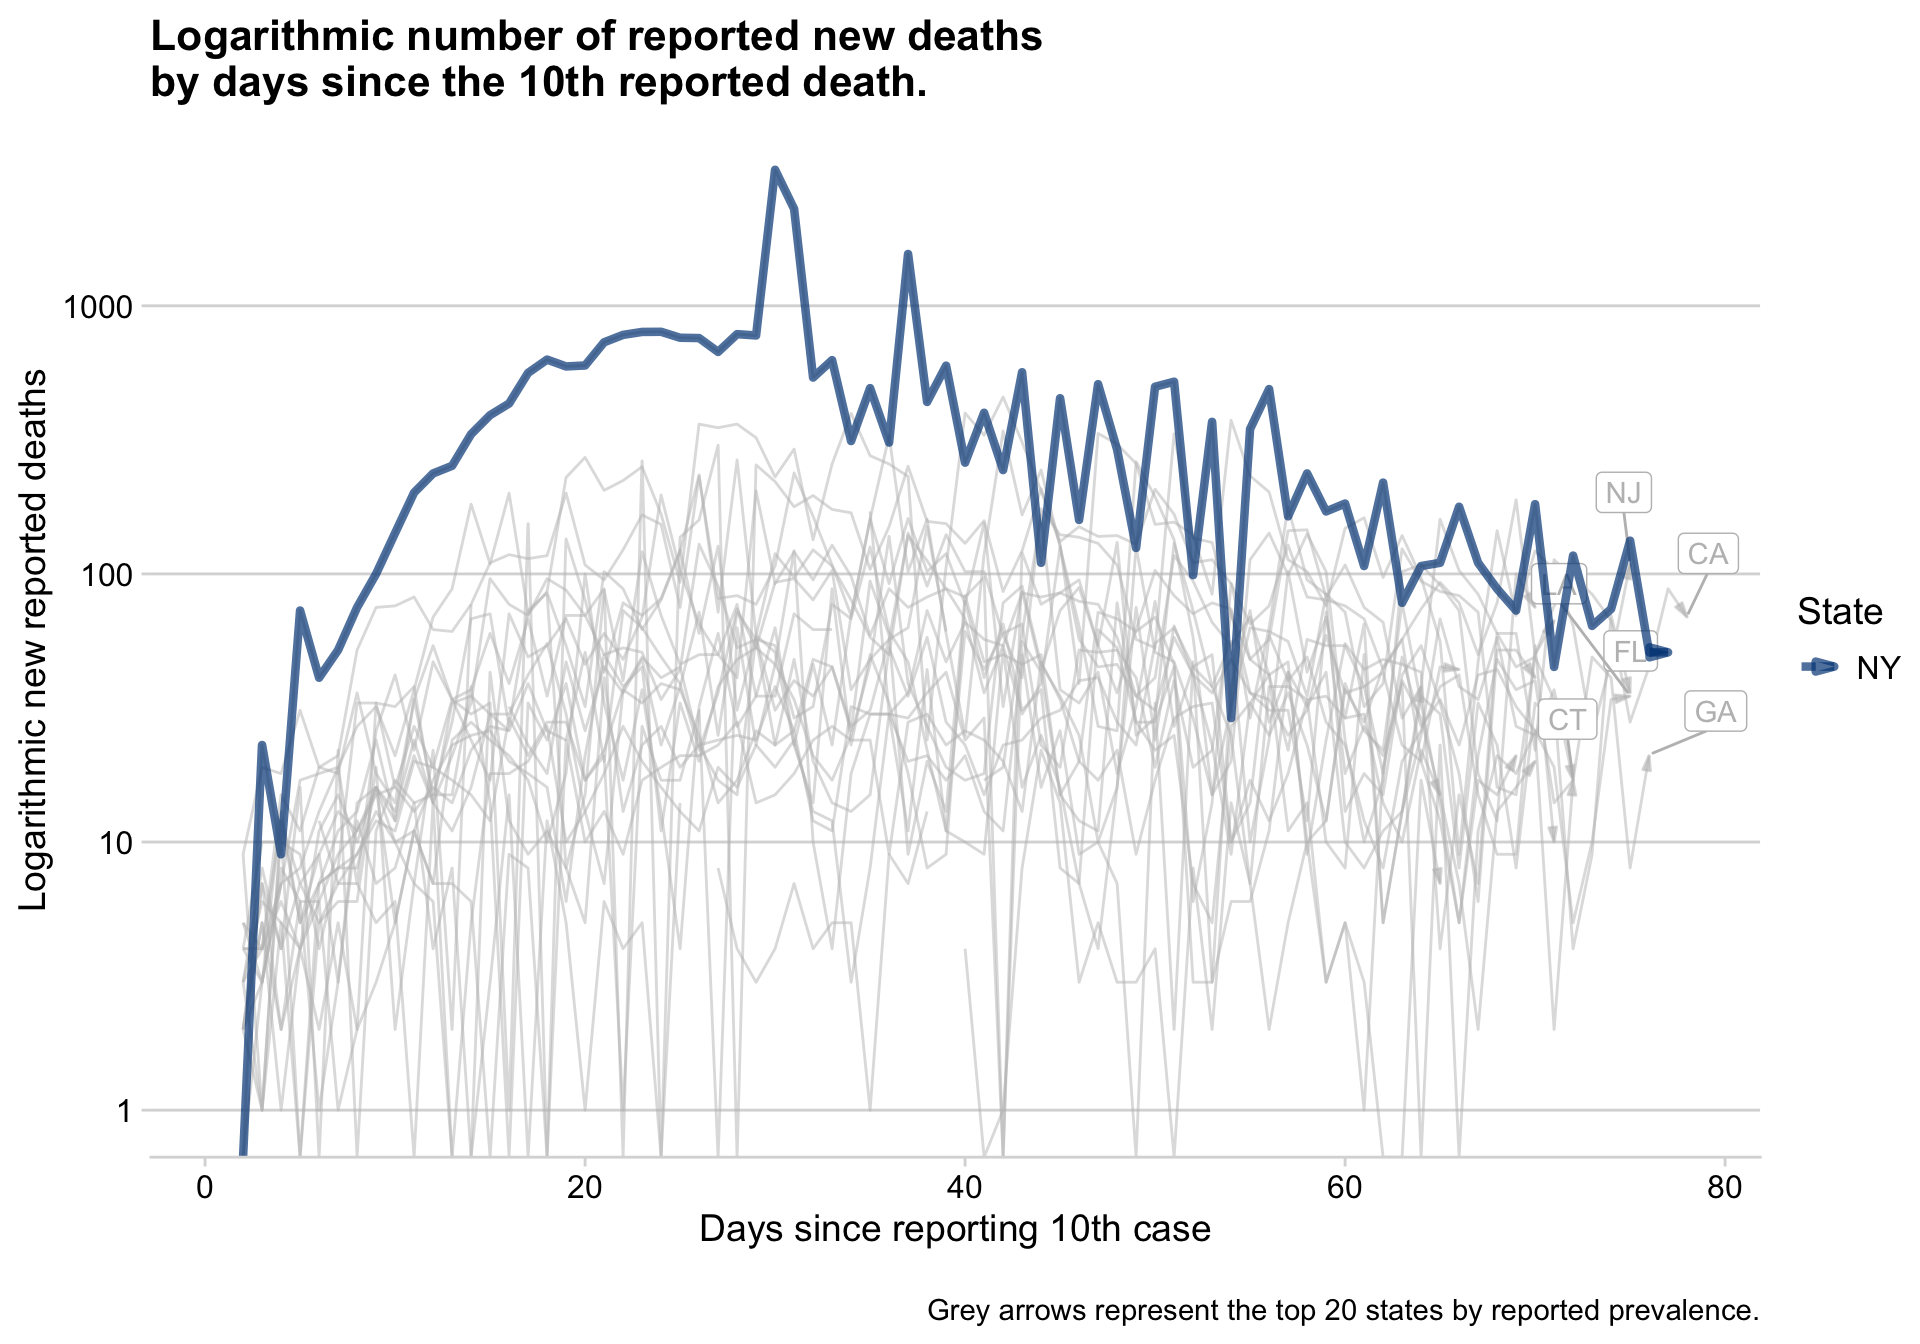 Logarithmic number of reported new deaths
by days since the 10th reported death.
Logarithmic new reported deaths
1000
100
10
1
NJ
CA
LA
FL
CT
GA
State
NY
0
20
40
60
80
Days since reporting 10th case
Grey arrows represent the top 20 states by reported prevalence.